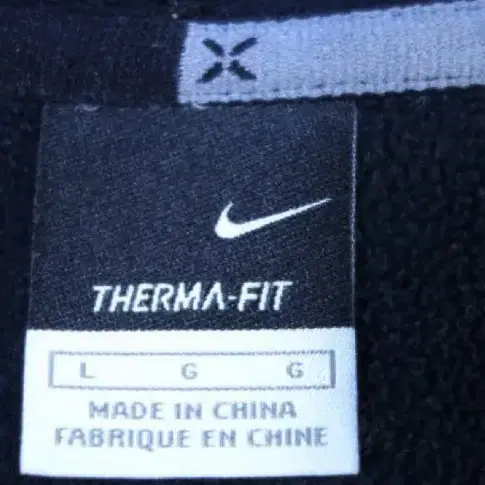 THERMA-FIT
L G G
MADE IN CHINA
FABRIQUE EN CHINE